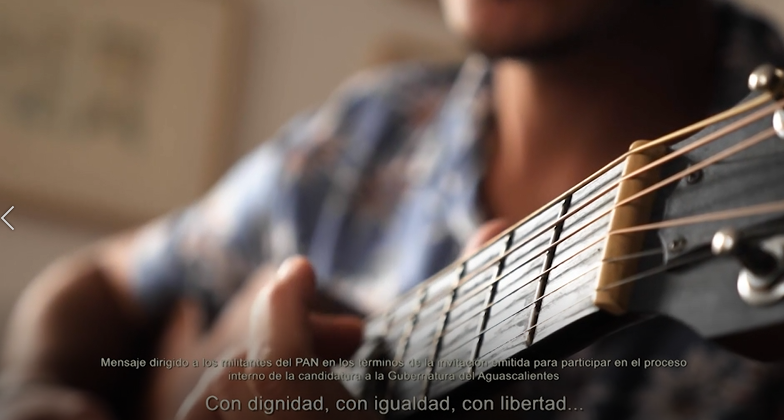 Mensaje dirigido a los militantes del PAN en los términos de la invitación emitida para participar en el proceso
interno de la candidatura a la Gubernatura del Aguascalientes
Con dignidad, con igualdad, con libertad...